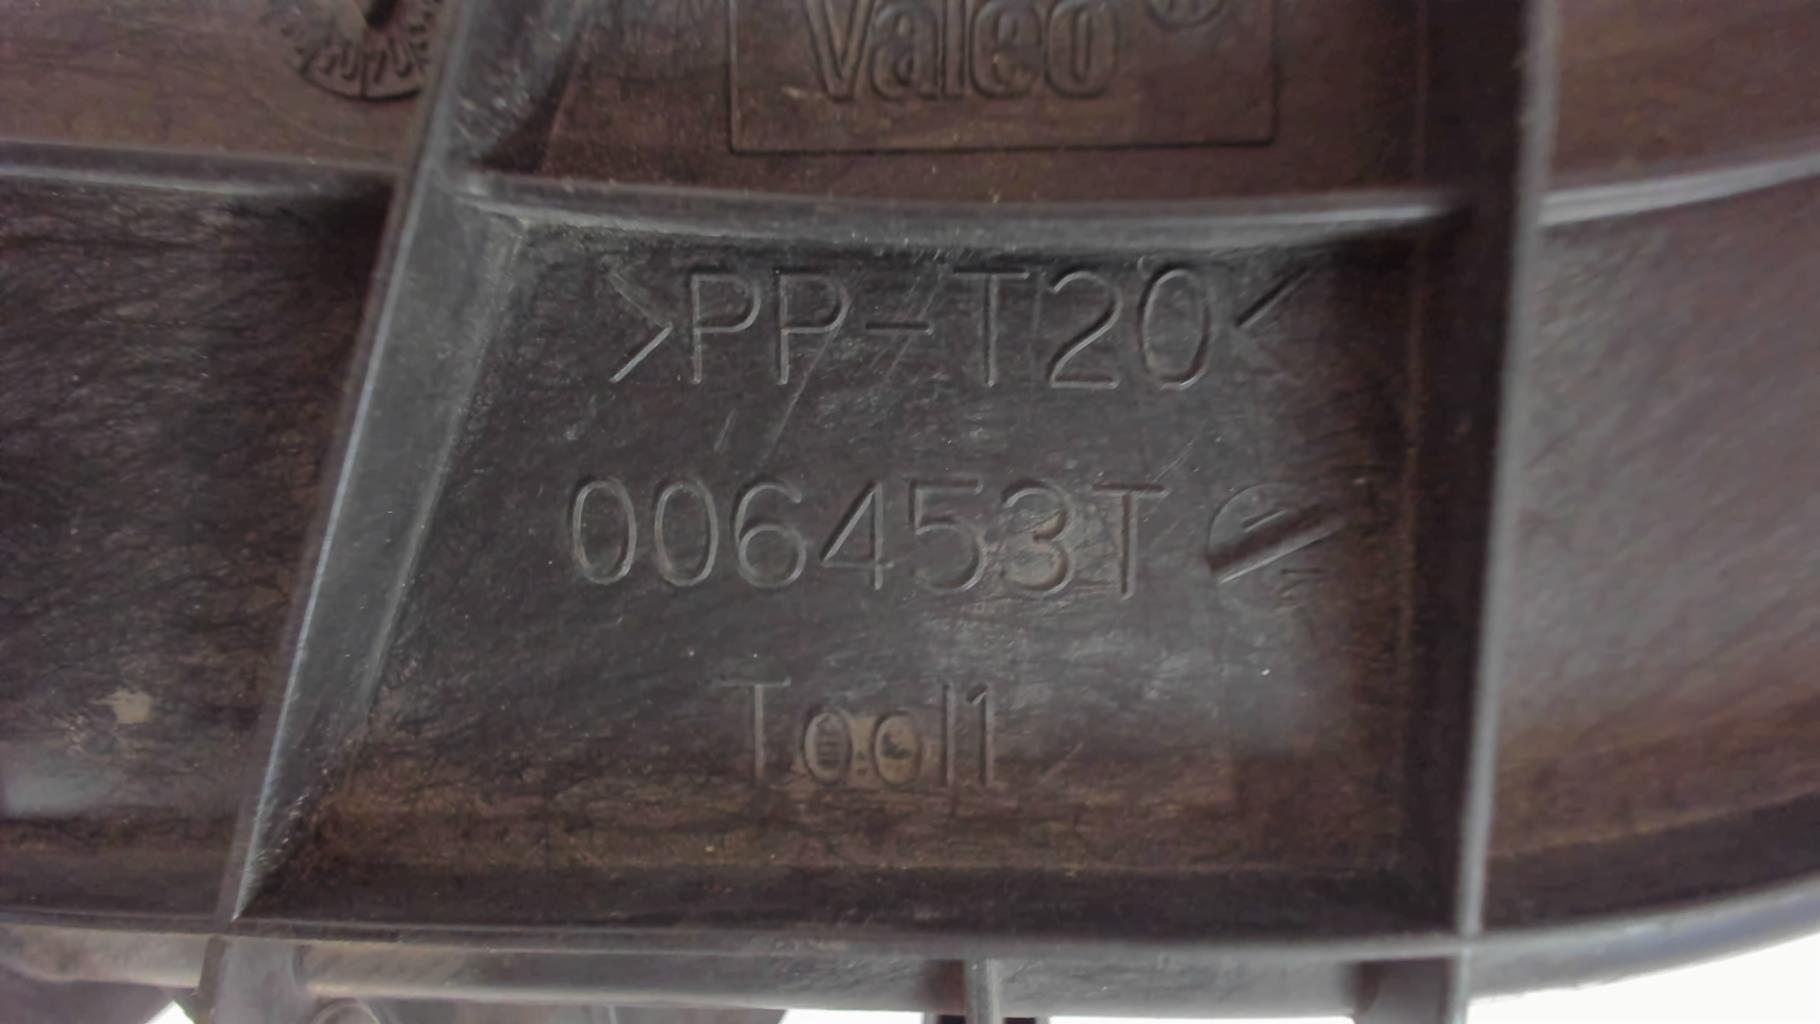 Valeo
>PP-T20<
006453T
Tool1